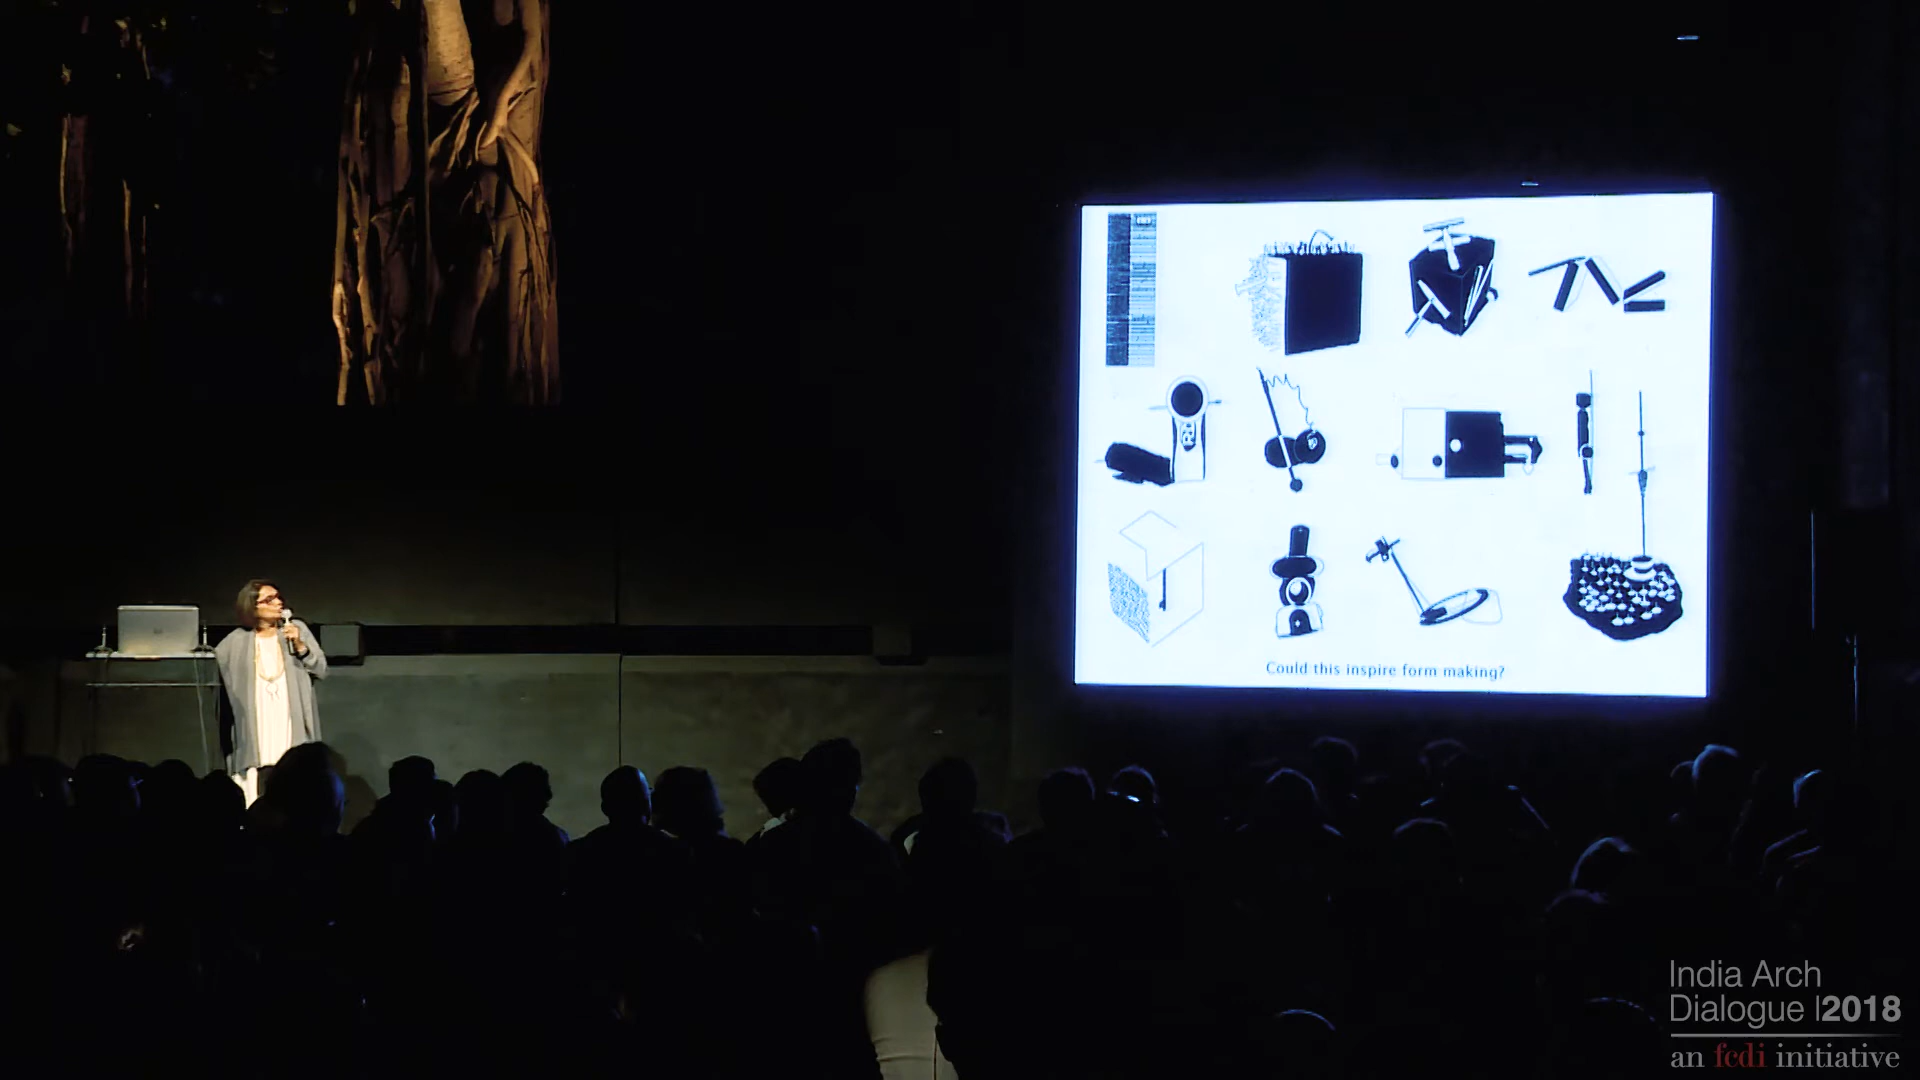 Could this inspire form making?
India Arch
Dialogue |2018
an fcdi initiative